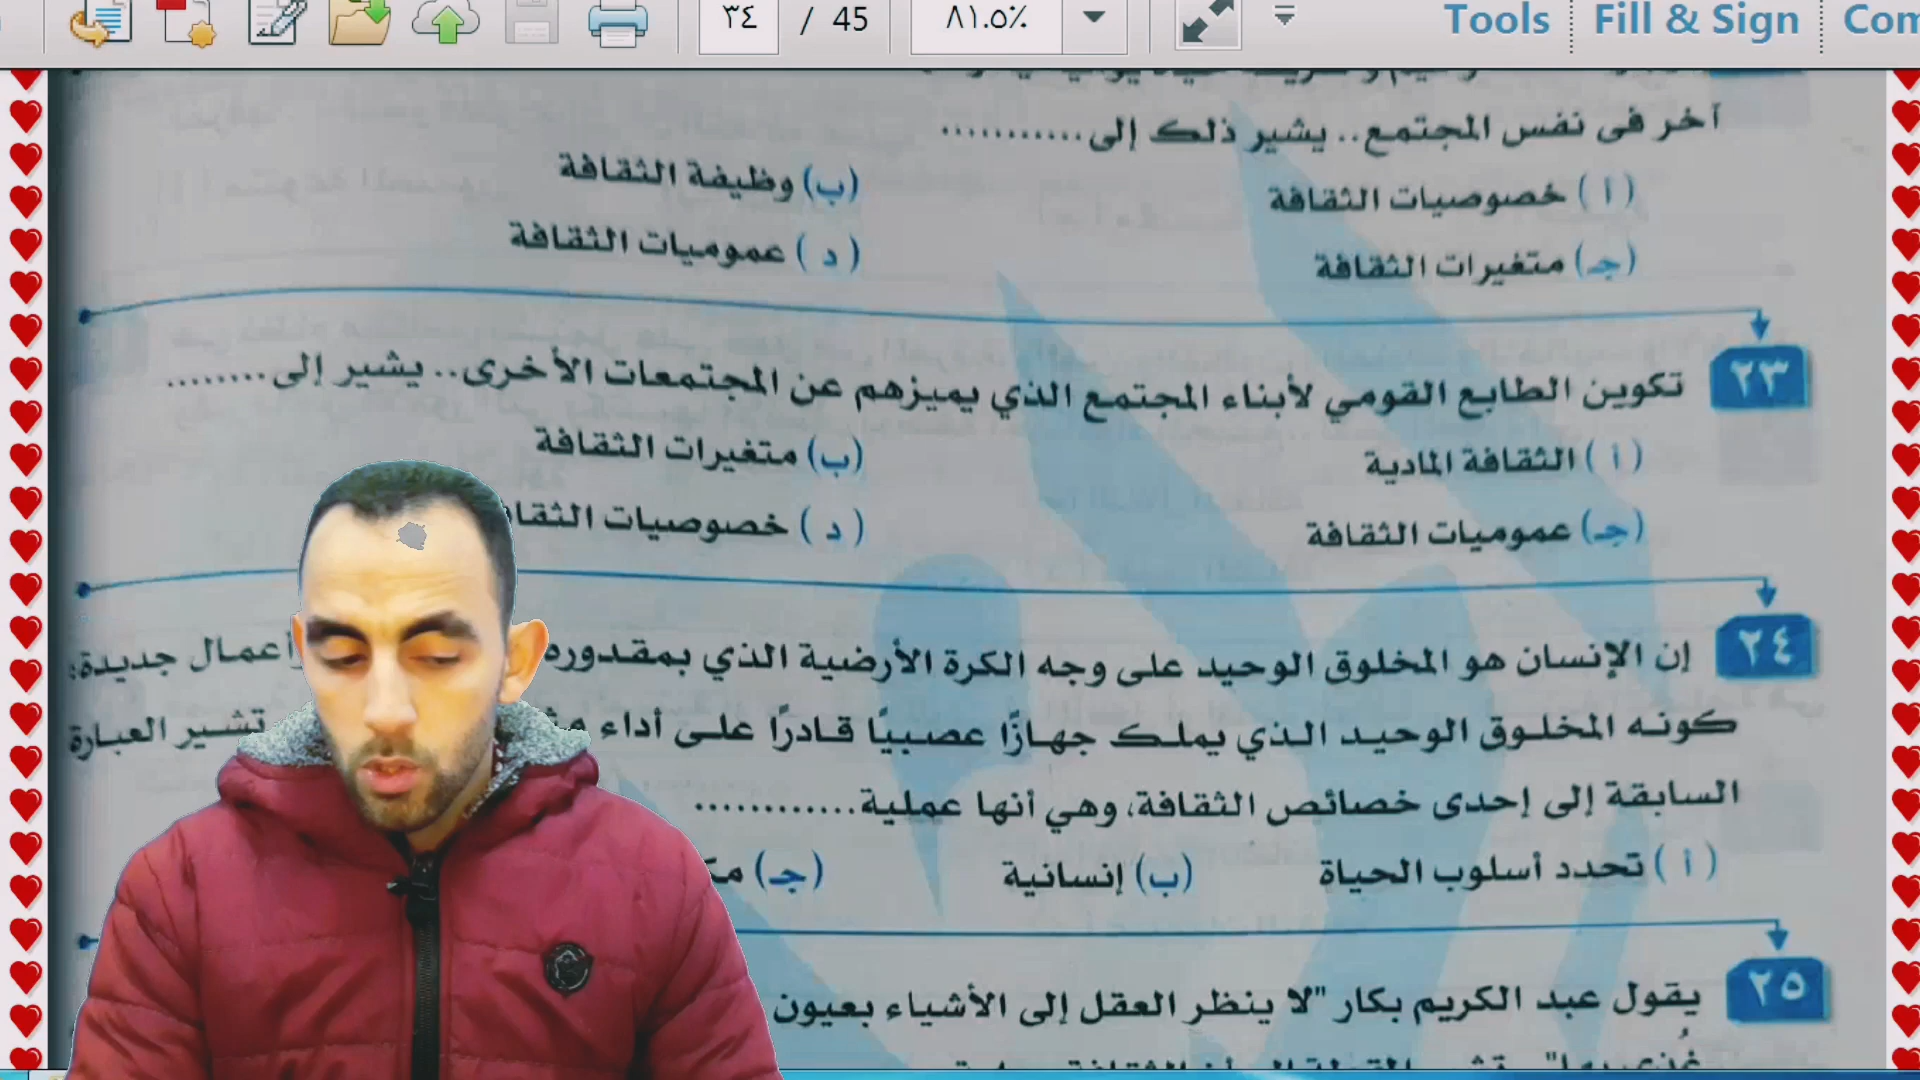 ٣٤ / 45
٨١.٥٪
Tools
Fill & Sign
آخر فى نفس المجتمع.. يشير ذلك إلى ...........
(أ) خصوصيات الثقافة
(ب) وظيفة الثقافة
(جـ) متغيرات الثقافة
(د) عموميات الثقافة
٢٣ تكوين الطابع القومي لأبناء المجتمع الذي يميزهم عن المجتمعات الأخرى.. يشير إلى ........
(أ) الثقافة المادية
(ب) متغيرات الثقافة
(جـ) عموميات الثقافة
(د) خصوصيات
٢٤ إن الإنسان هو المخلوق الوحيد على وجه الكرة الأرضية الذي بمقدوره أعمال جديدة،
كونه المخلوق الوحيد الذي يملك جهازًا عصبيًا قادرًا على أداء تشير العبارة
السابقة إلى إحدى خصائص الثقافة، وهي أنها عملية ............
(أ) تحدد أسلوب الحياة
(ب) إنسانية
(جـ)
٢٥ يقول عبد الكريم بكار "لا ينظر العقل إلى الأشياء بعيون